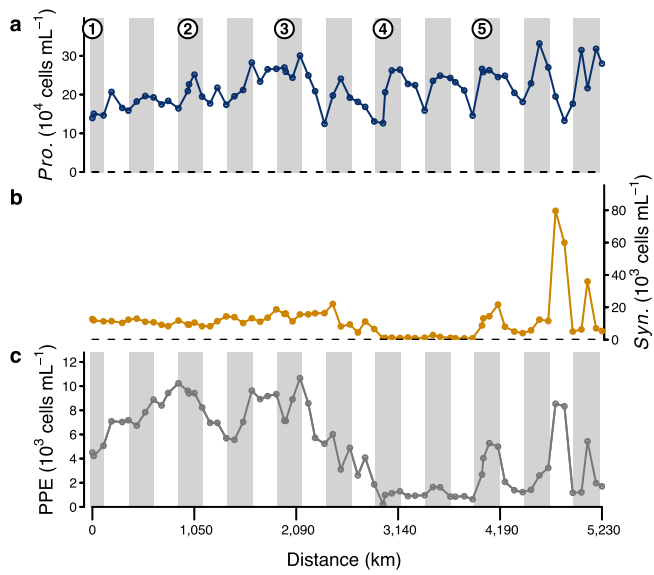 a
1 2 3 4 5
Pro. (10⁴ cells mL⁻¹)
30
20
10
0
b
Syn. (10³ cells mL⁻¹)
80
60
40
20
0
c
PPE (10³ cells mL⁻¹)
12
10
8
6
4
2
0
0 1,050 2,090 3,140 4,190 5,230
Distance (km)